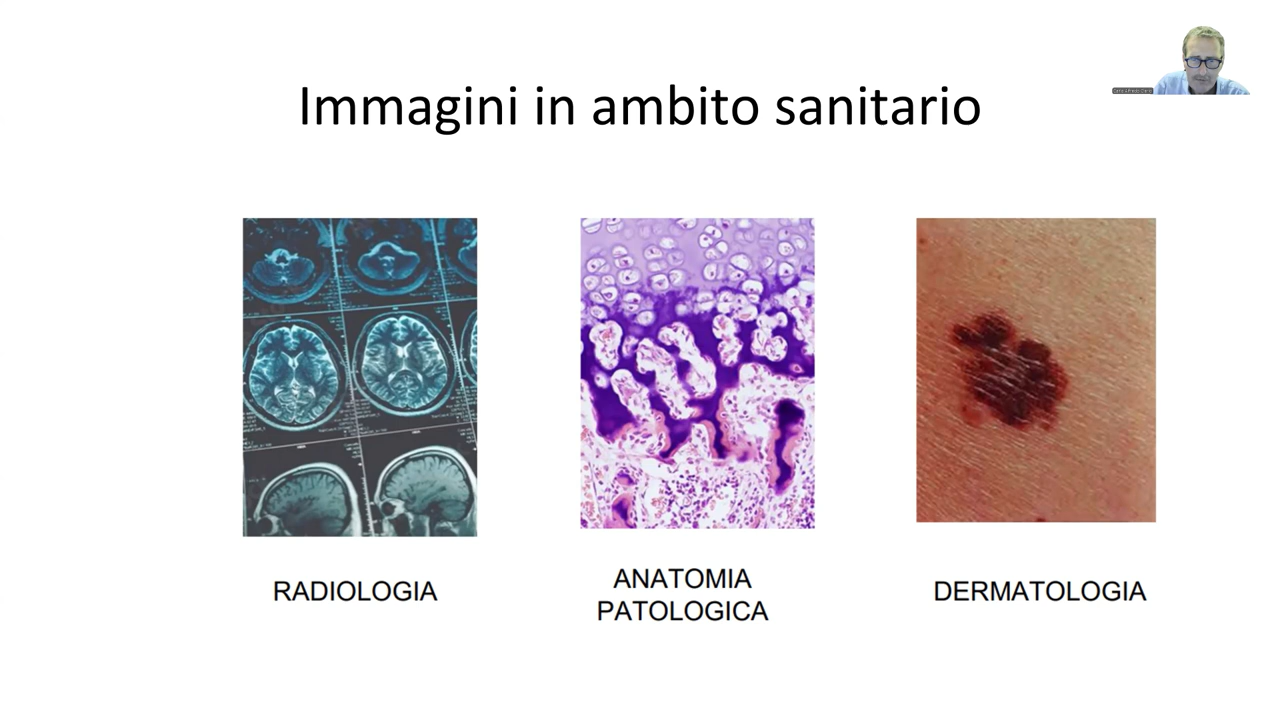 Immagini in ambito sanitario
RADIOLOGIA
ANATOMIA
PATOLOGICA
DERMATOLOGIA